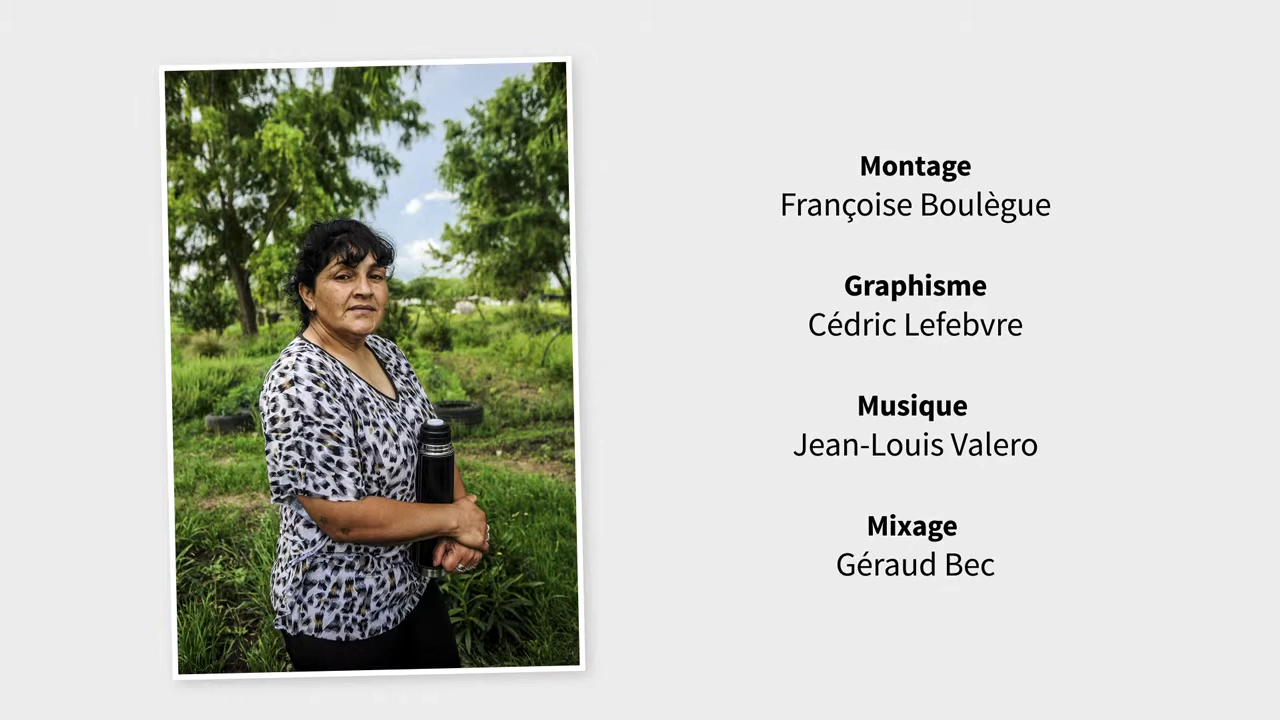 Montage
Françoise Boulègue
Graphisme
Cédric Lefebvre
Musique
Jean-Louis Valero
Mixage
Géraud Bec